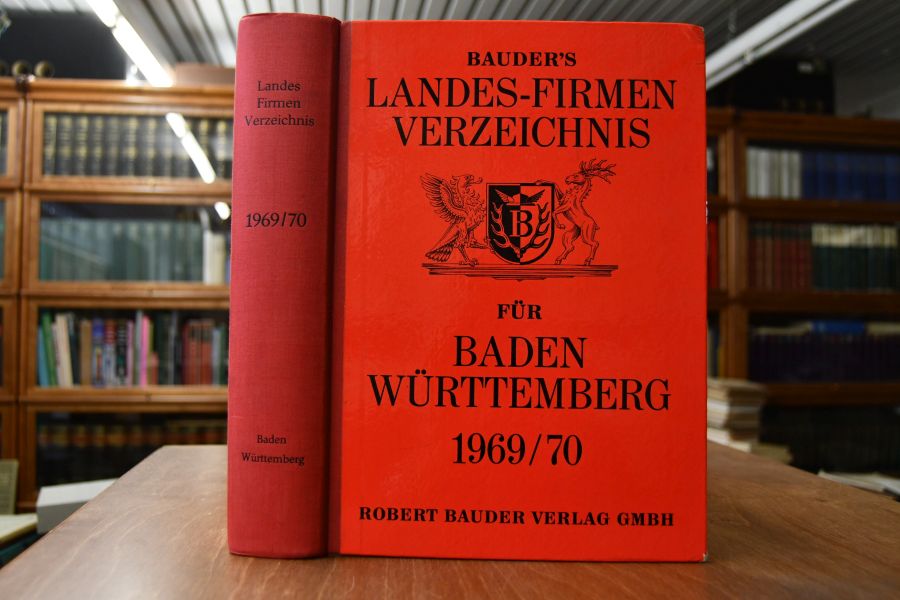 Landes
Firmen
Verzeichnis
1969/70
Baden
Württemberg
BAUDER'S
LANDES-FIRMEN
VERZEICHNIS
B
FÜR
BADEN
WÜRTTEMBERG
1969/70
ROBERT BAUDER VERLAG GMBH